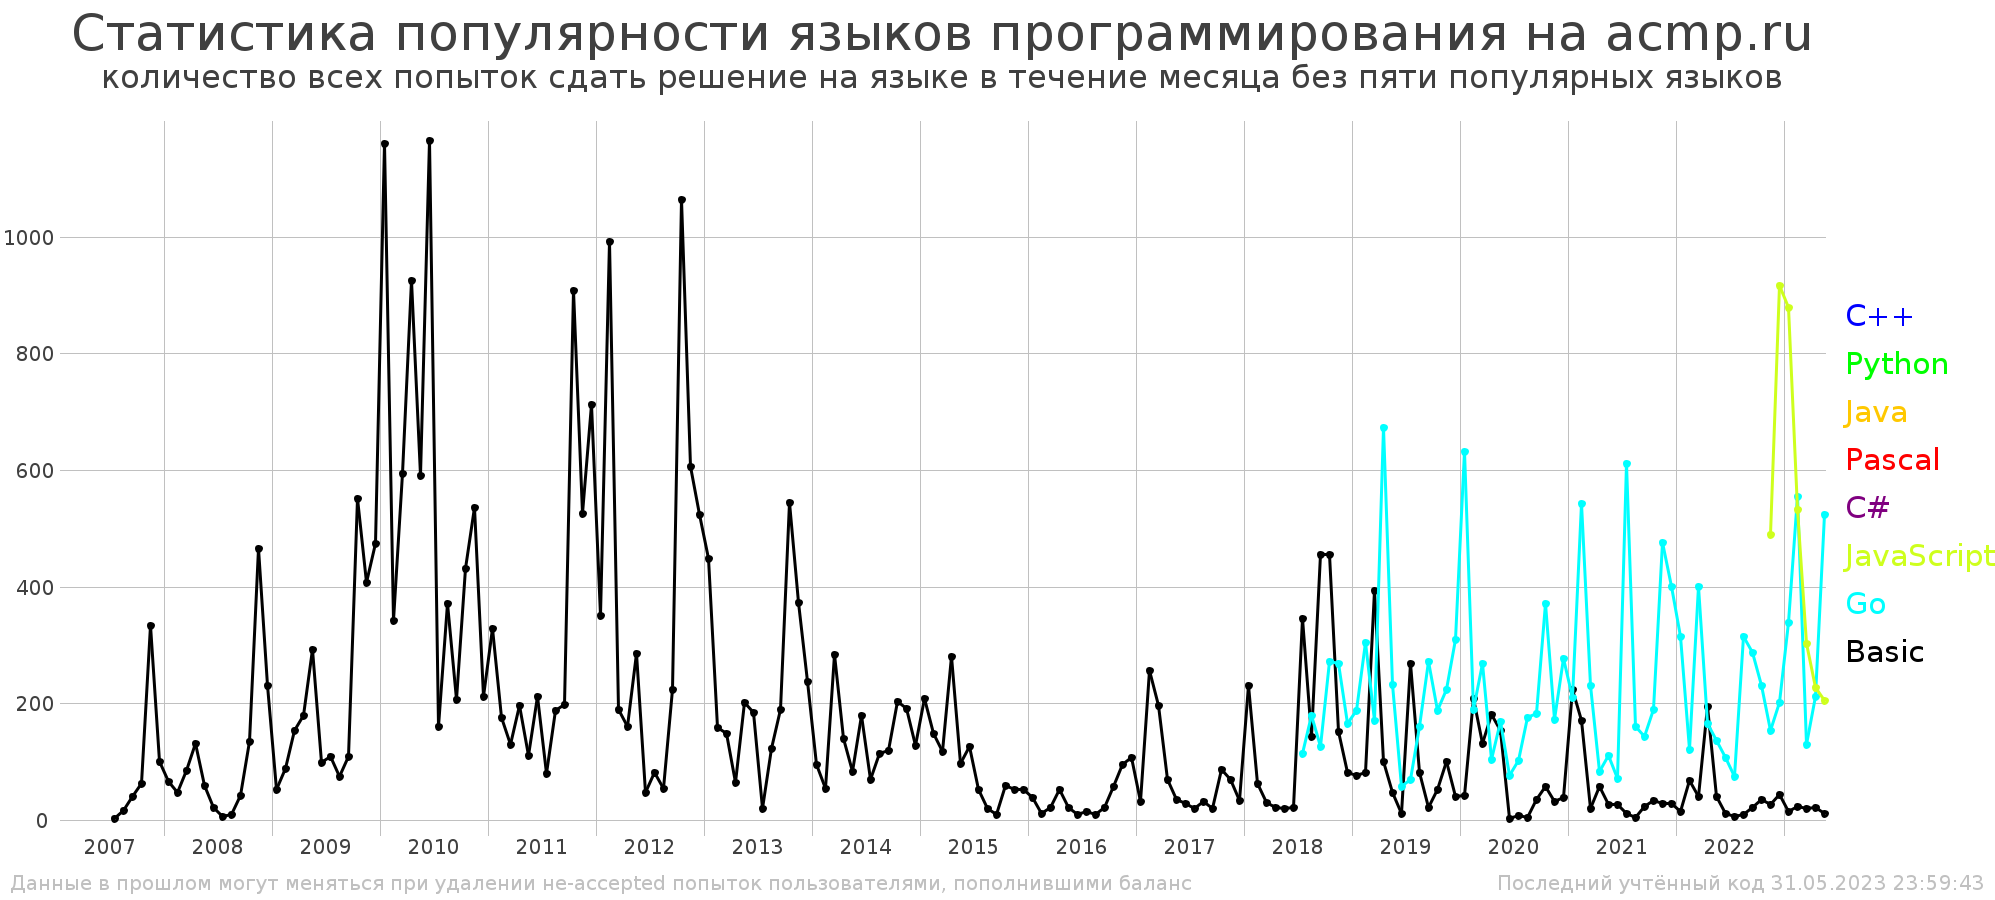 Статистика популярности языков программирования на acmp.ru
количество всех попыток сдать решение на языке в течение месяца без пяти популярных языков
1000
800
600
400
200
0
C++
Python
Java
Pascal
C#
JavaScript
Go
Basic
2007 2008 2009 2010 2011 2012 2013 2014 2015 2016 2017 2018 2019 2020 2021 2022
Данные в прошлом могут меняться при удалении не-accepted попыток пользователями, пополнившими баланс
Последний учтённый код 31.05.2023 23:59:43